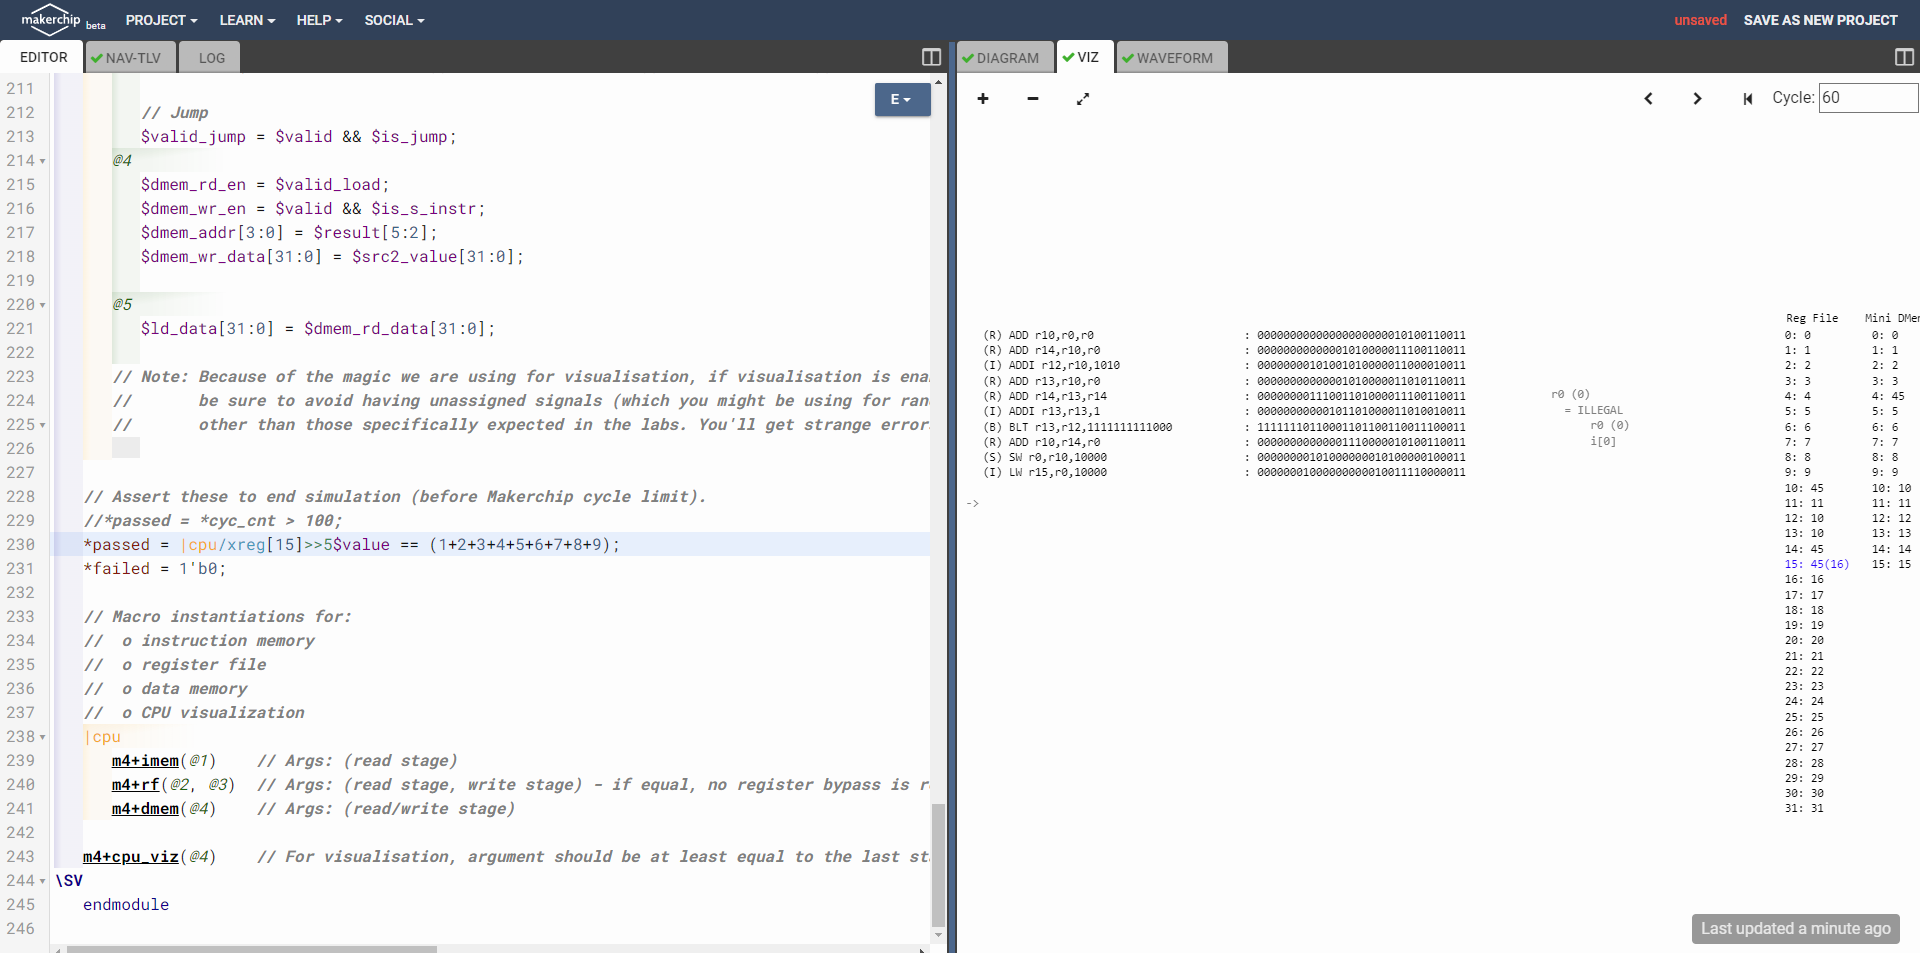 makerchip beta PROJECT LEARN HELP SOCIAL unsaved SAVE AS NEW PROJECT
EDITOR NAV-TLV LOG
211
212 // Jump
213 $valid_jump = $valid && $is_jump;
214 @4
215 $dmem_rd_en = $valid_load;
216 $dmem_wr_en = $valid && $is_s_instr;
217 $dmem_addr[3:0] = $result[5:2];
218 $dmem_wr_data[31:0] = $src2_value[31:0];
219
220 @5
221 $ld_data[31:0] = $dmem_rd_data[31:0];
222
223 // Note: Because of the magic we are using for visualisation, if visualisation is ena
224 // be sure to avoid having unassigned signals (which you might be using for ran
225 // other than those specifically expected in the labs. You'll get strange error
226
227
228 // Assert these to end simulation (before Makerchip cycle limit).
229 //*passed = *cyc_cnt > 100;
230 *passed = |cpu/xreg[15]>>5$value == (1+2+3+4+5+6+7+8+9);
231 *failed = 1'b0;
232
233 // Macro instantiations for:
234 // o instruction memory
235 // o register file
236 // o data memory
237 // o CPU visualization
238 |cpu
239 m4+imem(@1) // Args: (read stage)
240 m4+rf(@2, @3) // Args: (read stage, write stage) - if equal, no register bypass is r
241 m4+dmem(@4) // Args: (read/write stage)
242
243 m4+cpu_viz(@4) // For visualisation, argument should be at least equal to the last st
244 \SV
245 endmodule
246
E
DIAGRAM VIZ WAVEFORM
Cycle: 60
(R) ADD r10,r0,r0 : 00000000000000000000010100110011
(R) ADD r14,r10,r0 : 00000000000001010000011100110011
(I) ADDI r12,r10,1010 : 00000000101001010000011000010011
(R) ADD r13,r10,r0 : 00000000000001010000011010110011
(R) ADD r14,r13,r14 : 00000000111001101000011100110011
(I) ADDI r13,r13,1 : 00000000000101101000011010010011
(B) BLT r13,r12,1111111111000 : 11111110110001101100110011100011
(R) ADD r10,r14,r0 : 00000000000001110000010100110011
(S) SW r0,r10,10000 : 00000000101000000010100000100011
(I) LW r15,r0,10000 : 00000001000000000010011110000011
->
r0 (0)
= ILLEGAL
r0 (0)
i[0]
Reg File
0: 0
1: 1
2: 2
3: 3
4: 4
5: 5
6: 6
7: 7
8: 8
9: 9
10: 45
11: 11
12: 10
13: 10
14: 45
15: 45(16)
16: 16
17: 17
18: 18
19: 19
20: 20
21: 21
22: 22
23: 23
24: 24
25: 25
26: 26
27: 27
28: 28
29: 29
30: 30
31: 31
Mini DMem
0: 0
1: 1
2: 2
3: 3
4: 45
5: 5
6: 6
7: 7
8: 8
9: 9
10: 10
11: 11
12: 12
13: 13
14: 14
15: 15
Last updated a minute ago